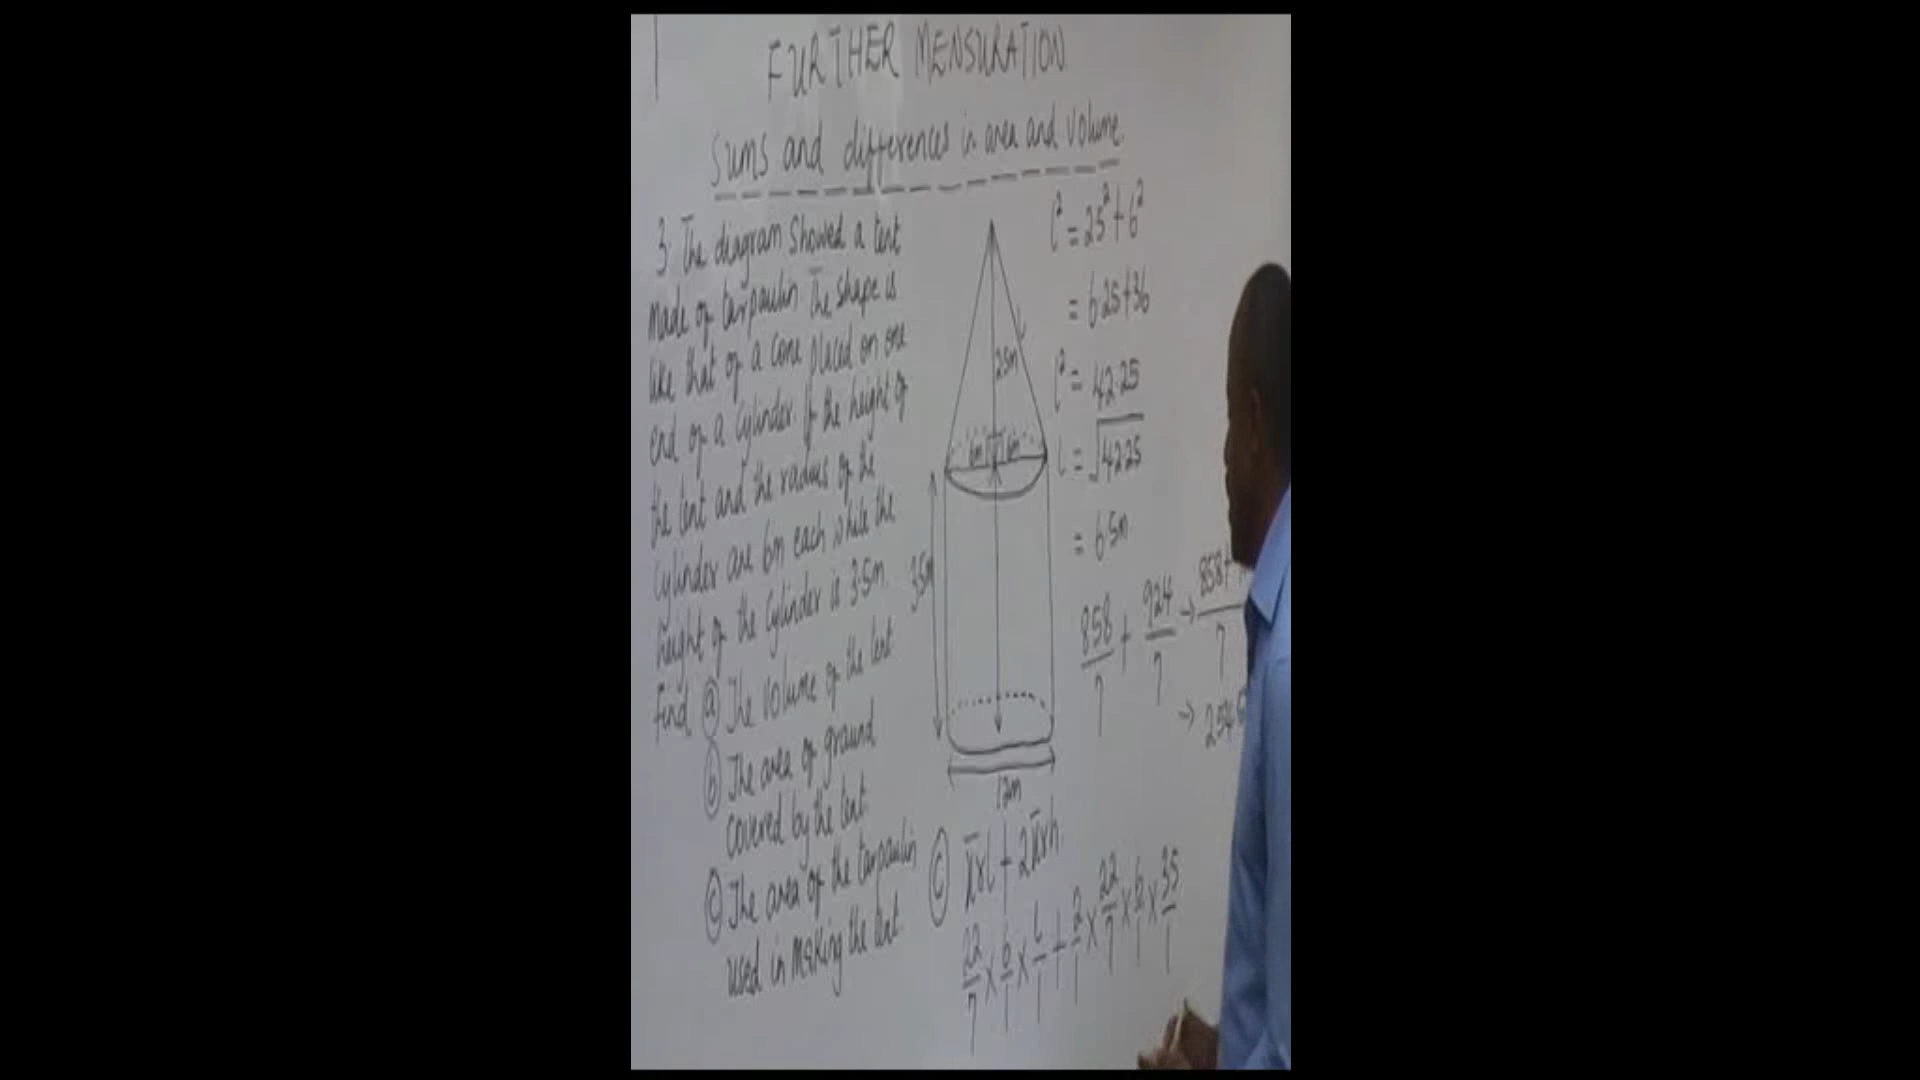 FURTHER MENSURATION
Sums and differences in area and volume.
3. The diagram showed a tent
made of tarpaulin. The shape is
like that of a cone placed on one
end of a cylinder. If the height of
the tent and the radius of the
cylinder are 6m each while the
height of the cylinder is 3.5m.
find (a) The volume of the tent
(b) The area of ground
covered by the tent.
(c) The area of the tarpaulin
used in making the tent.
l
2.5m
6m 6m
3.5m
12m
l² = 2.5² + 6²
= 6.25 + 36
l² = 42.25
l = √42.25
= 6.5m
858/7 + 924/7 → 858+
7
→ 254.5
(c) πrl + 2πrh
22/7 × 6/1 × l/1 + 2/1 × 22/7 × 6/1 × 3.5/1